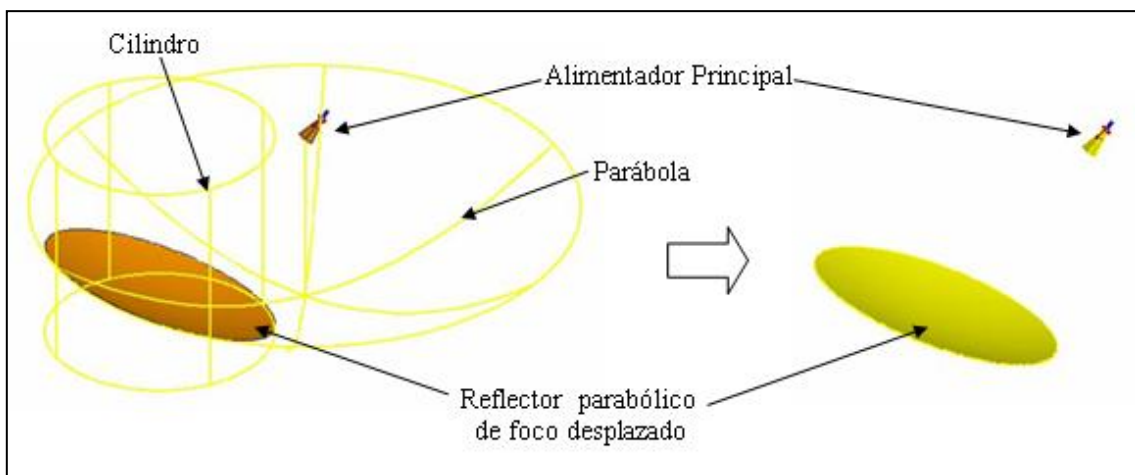 Cilindro
Alimentador Principal
Parábola
Reflector parabólico
de foco desplazado